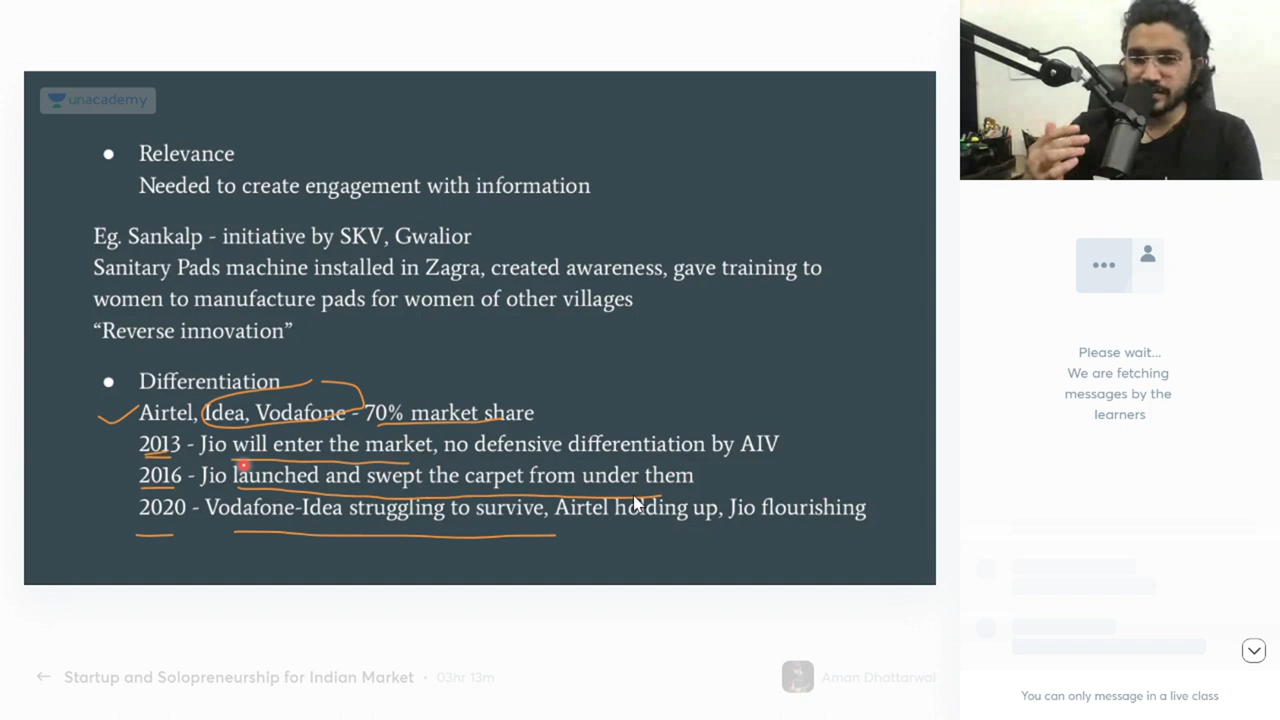 unacademy
● Relevance
Needed to create engagement with information
Eg. Sankalp - initiative by SKV, Gwalior
Sanitary Pads machine installed in Zagra, created awareness, gave training to
women to manufacture pads for women of other villages
“Reverse innovation”
● Differentiation
Airtel, Idea, Vodafone - 70% market share
2013 - Jio will enter the market, no defensive differentiation by AIV
2016 - Jio launched and swept the carpet from under them
2020 - Vodafone-Idea struggling to survive, Airtel holding up, Jio flourishing
Please wait...
We are fetching
messages by the
learners
Startup and Solopreneurship for Indian Market • 03hr 13m
Aman Dhattarwal
You can only message in a live class